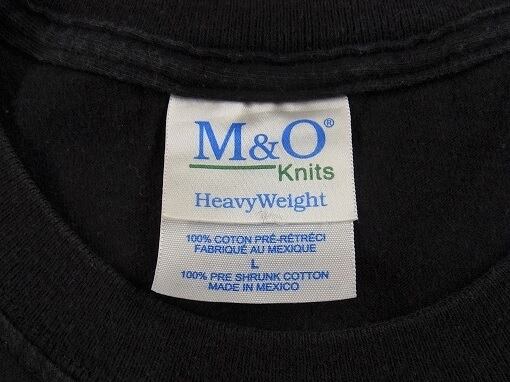 M&O®
Knits
HeavyWeight
100% COTON PRÉ-RÉTRÉCI
FABRIQUÉ AU MEXIQUE
L
100% PRE SHRUNK COTTON
MADE IN MEXICO